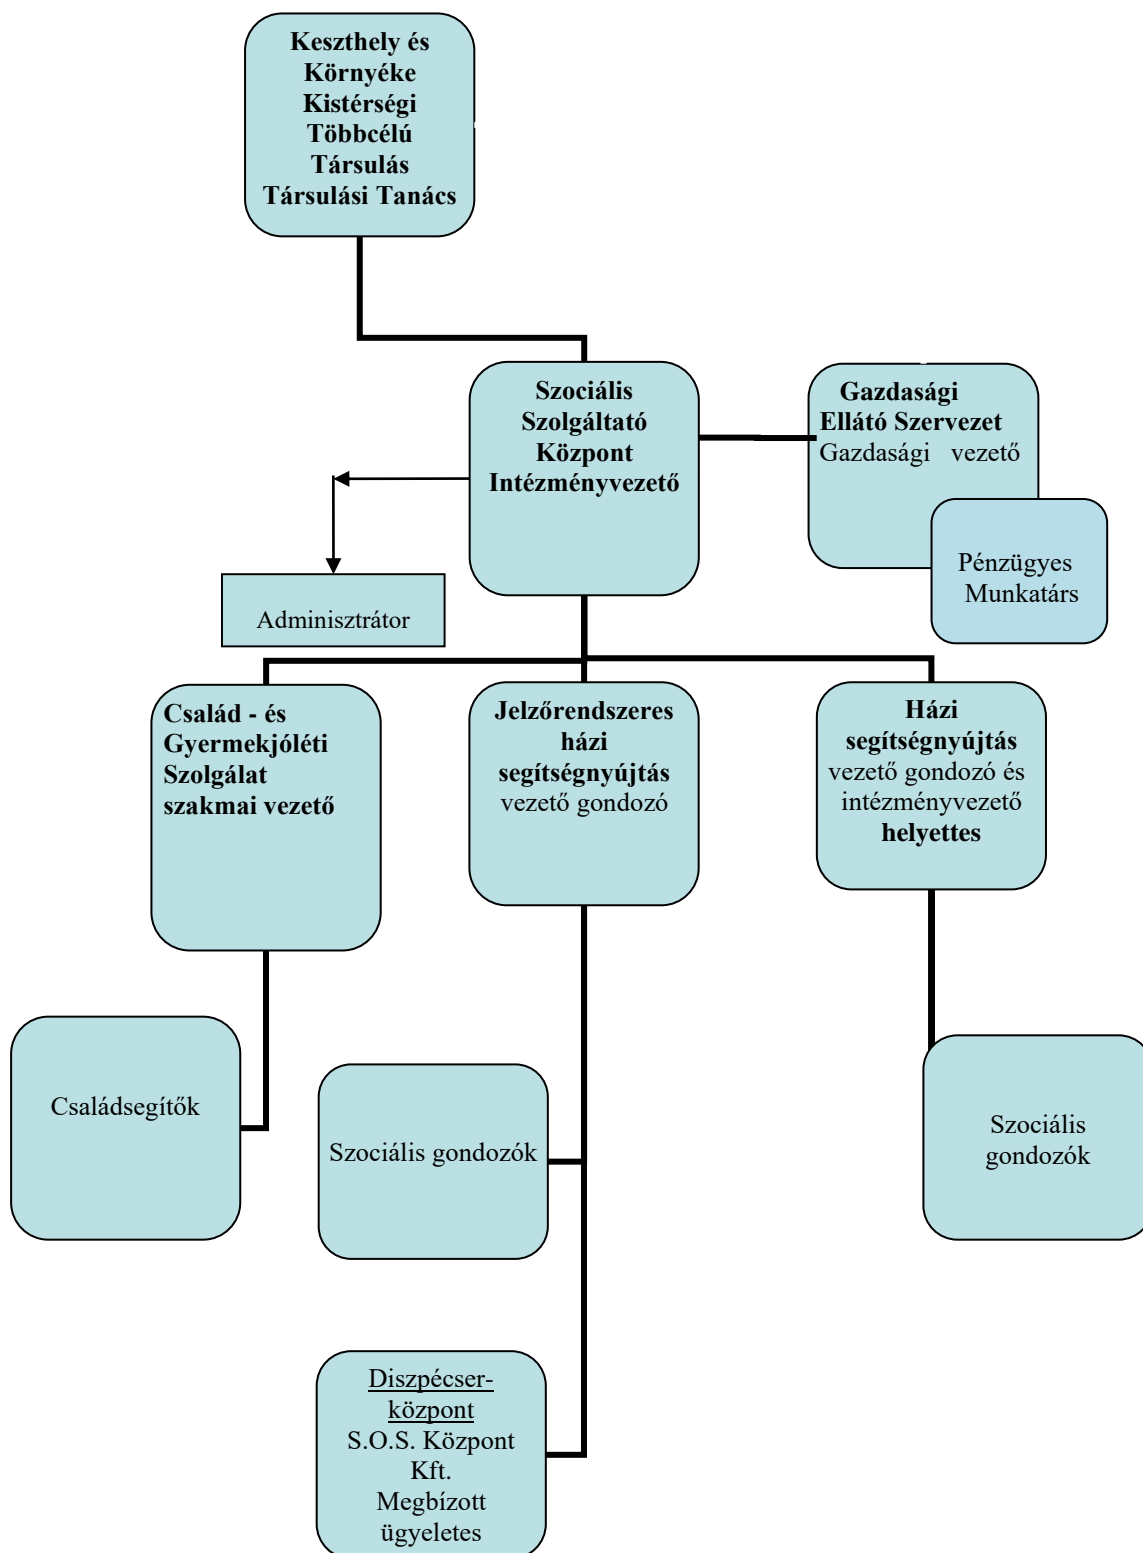 Keszthely és
Környéke
Kistérségi
Többcélú
Társulás
Társulási Tanács
Szociális
Szolgáltató
Központ
Intézményvezető
Gazdasági
Ellátó Szervezet
Gazdasági vezető
Pénzügyes
Munkatárs
Adminisztrátor
Család - és
Gyermekjóléti
Szolgálat
szakmai vezető
Jelzőrendszeres
házi
segítségnyújtás
vezető gondozó
Házi
segítségnyújtás
vezető gondozó és
intézményvezető
helyettes
Családsegítők
Szociális gondozók
Szociális
gondozók
Diszpécser-
központ
S.O.S. Központ
Kft.
Megbízott
ügyeletes